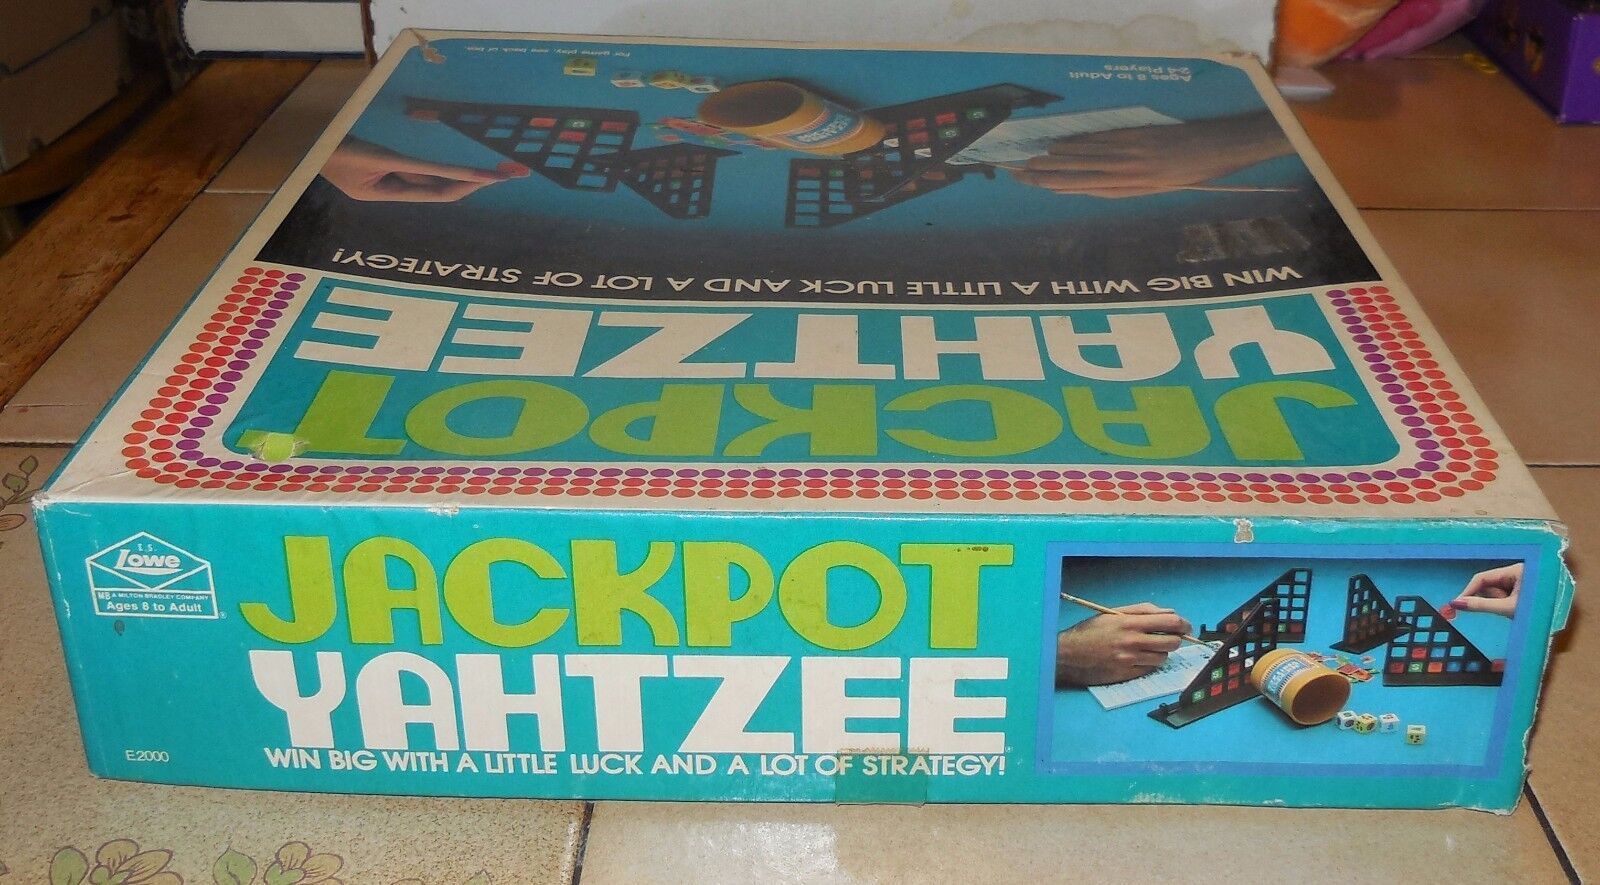 For game play, see back of box.
Ages 8 to Adult
2-4 Players
WIN BIG WITH A LITTLE LUCK AND A LOT OF STRATEGY!
YAHTZEE
JACKPOT
E.S.
Lowe
MB A MILTON BRADLEY COMPANY
Ages 8 to Adult
®
JACKPOT
YAHTZEE®
WIN BIG WITH A LITTLE LUCK AND A LOT OF STRATEGY!
E2000